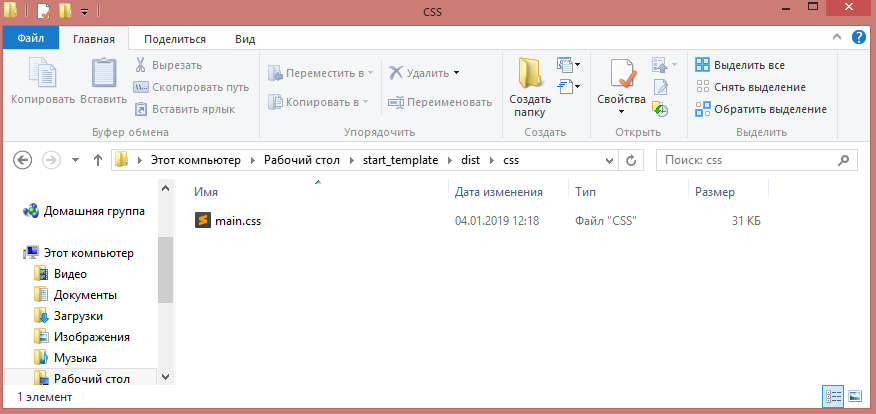 CSS
Файл Главная Поделиться Вид
Копировать
Вставить
Вырезать
Скопировать путь
Вставить ярлык
Буфер обмена
Переместить в
Копировать в
Удалить
Переименовать
Упорядочить
Создать
папку
Создать
Свойства
Открыть
Выделить все
Снять выделение
Обратить выделение
Выделить
Этот компьютер Рабочий стол start_template dist css
Поиск: css
Домашняя группа
Этот компьютер
Видео
Документы
Загрузки
Изображения
Музыка
Рабочий стол
Имя Дата изменения Тип Размер
main.css 04.01.2019 12:18 Файл "CSS" 31 КБ
1 элемент